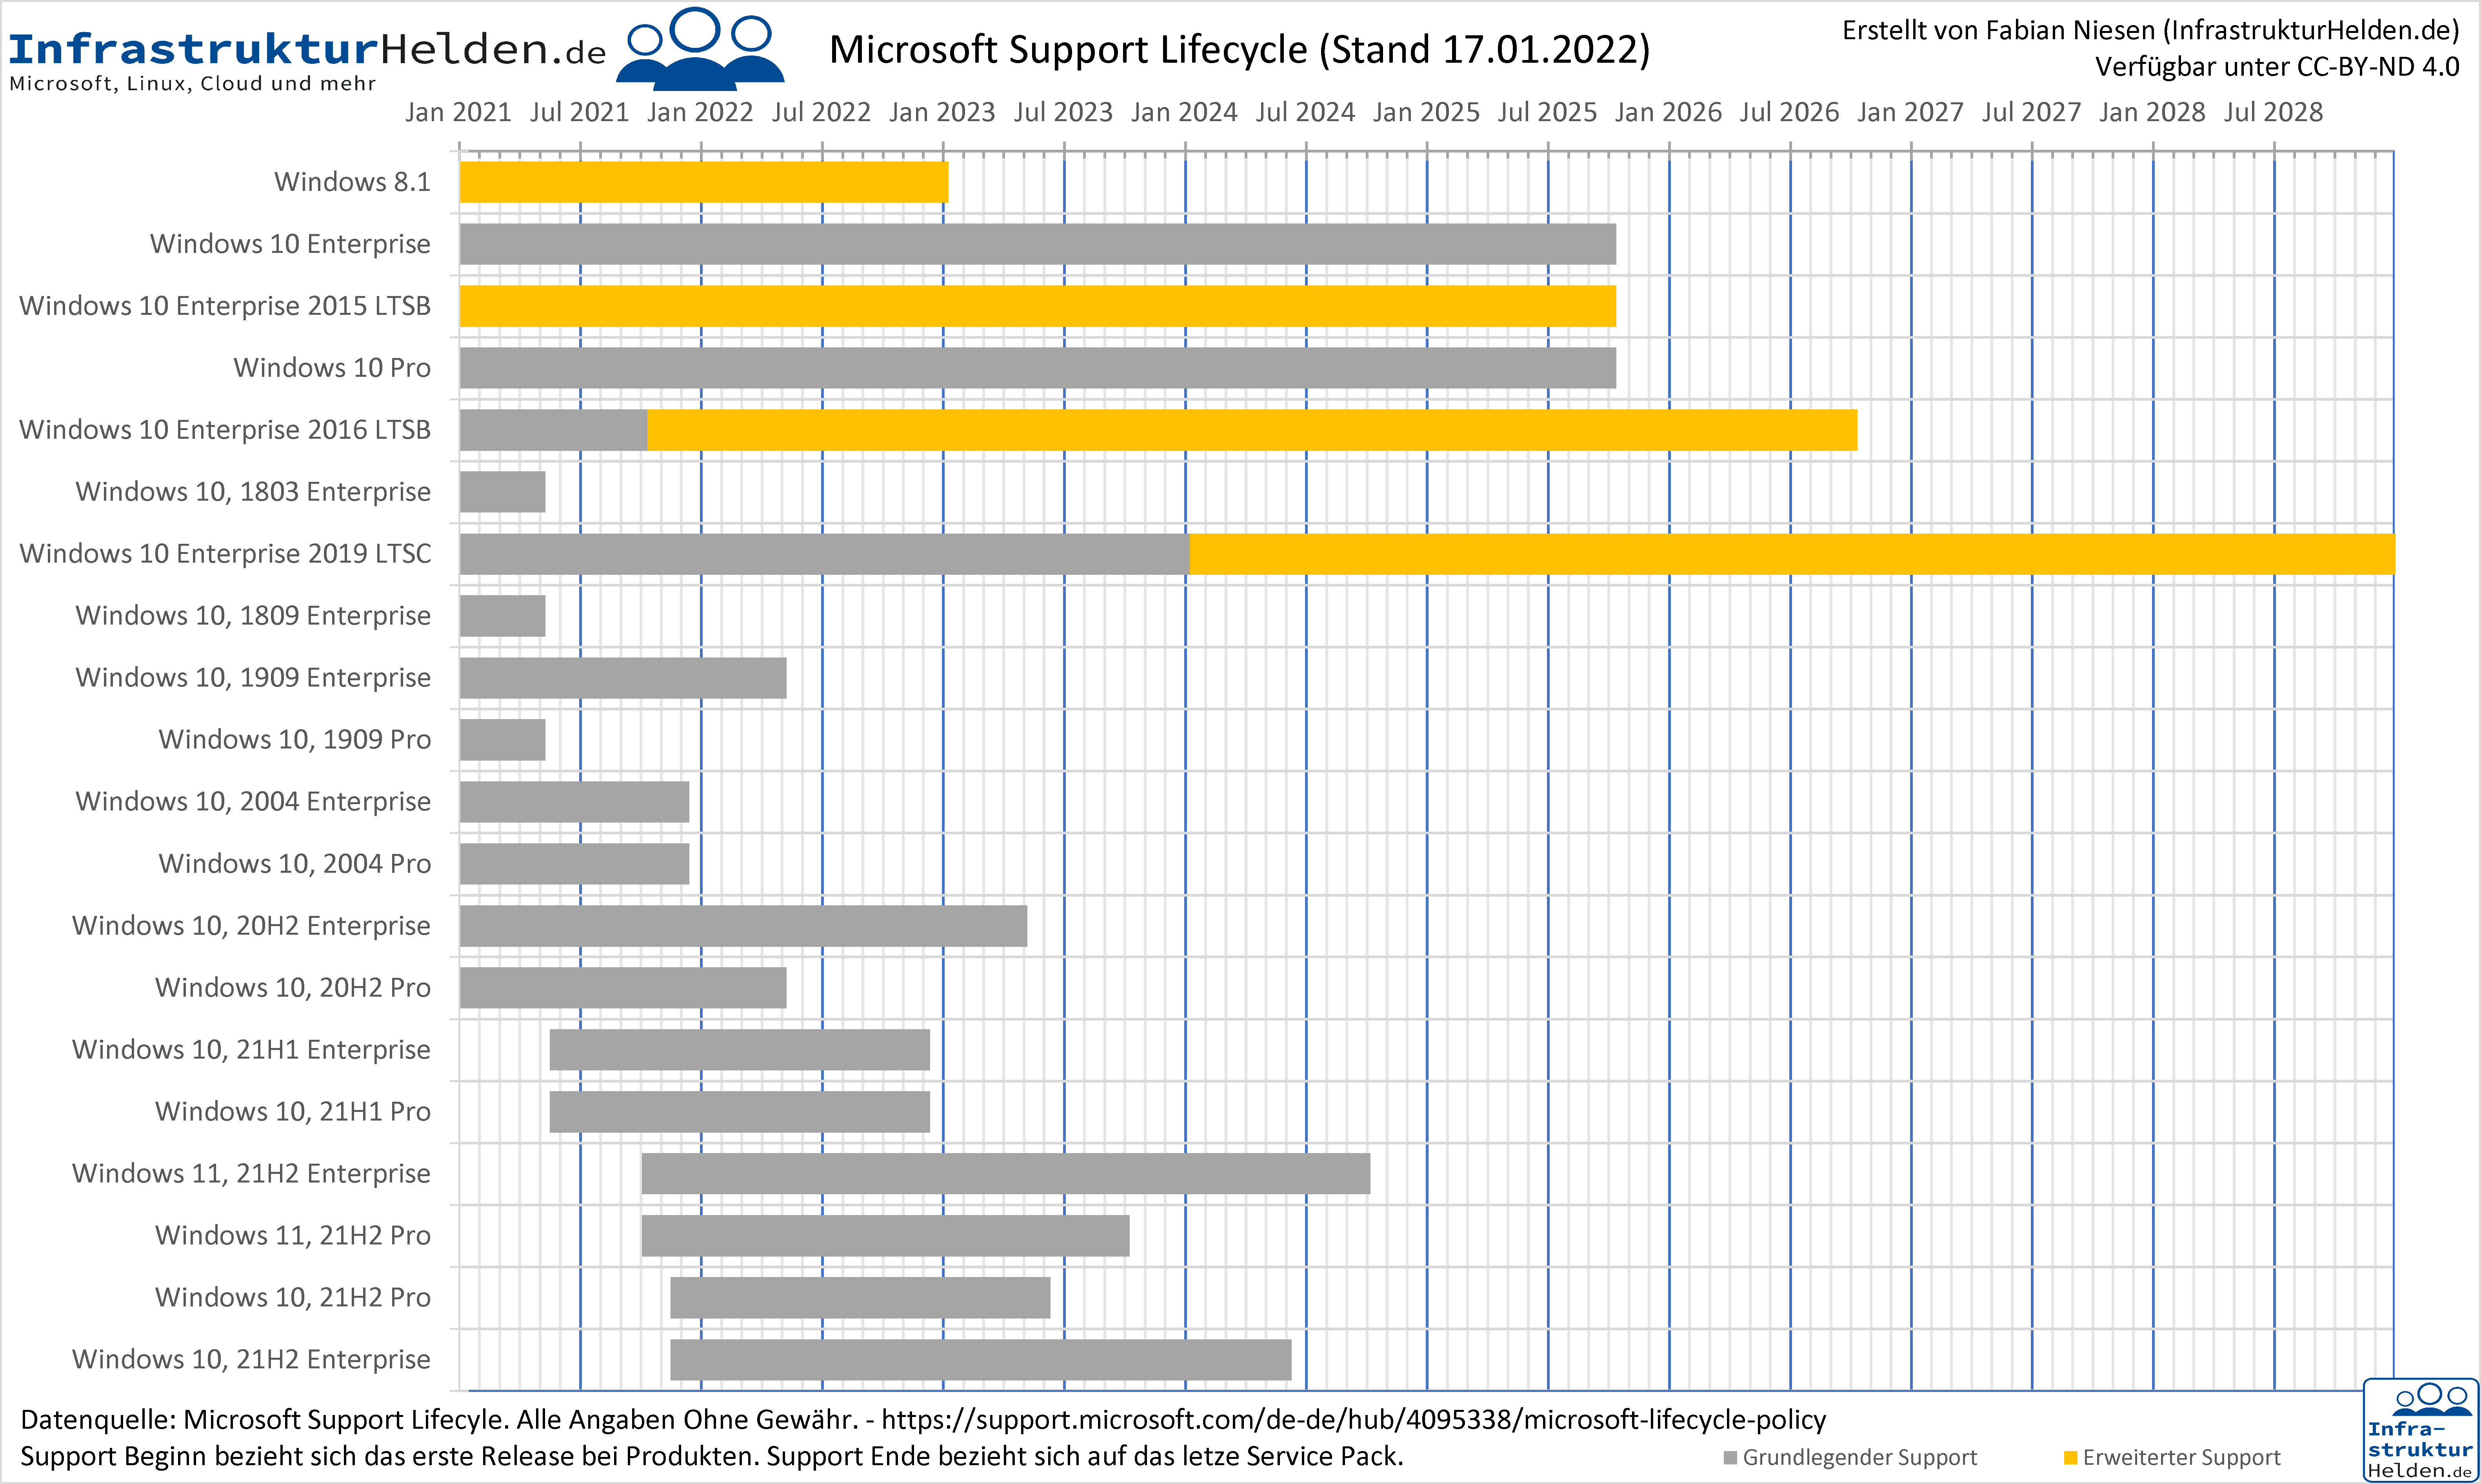 InfrastrukturHelden.de
Microsoft, Linux, Cloud und mehr
Microsoft Support Lifecycle (Stand 17.01.2022)
Erstellt von Fabian Niesen (InfrastrukturHelden.de)
Verfügbar unter CC-BY-ND 4.0
Jan 2021 Jul 2021 Jan 2022 Jul 2022 Jan 2023 Jul 2023 Jan 2024 Jul 2024 Jan 2025 Jul 2025 Jan 2026 Jul 2026 Jan 2027 Jul 2027 Jan 2028 Jul 2028
Windows 8.1
Windows 10 Enterprise
Windows 10 Enterprise 2015 LTSB
Windows 10 Pro
Windows 10 Enterprise 2016 LTSB
Windows 10, 1803 Enterprise
Windows 10 Enterprise 2019 LTSC
Windows 10, 1809 Enterprise
Windows 10, 1909 Enterprise
Windows 10, 1909 Pro
Windows 10, 2004 Enterprise
Windows 10, 2004 Pro
Windows 10, 20H2 Enterprise
Windows 10, 20H2 Pro
Windows 10, 21H1 Enterprise
Windows 10, 21H1 Pro
Windows 11, 21H2 Enterprise
Windows 11, 21H2 Pro
Windows 10, 21H2 Pro
Windows 10, 21H2 Enterprise
Datenquelle: Microsoft Support Lifecyle. Alle Angaben Ohne Gewähr. - https://support.microsoft.com/de-de/hub/4095338/microsoft-lifecycle-policy
Support Beginn bezieht sich das erste Release bei Produkten. Support Ende bezieht sich auf das letze Service Pack.
Grundlegender Support
Erweiterter Support
Infra-
struktur
Helden.de